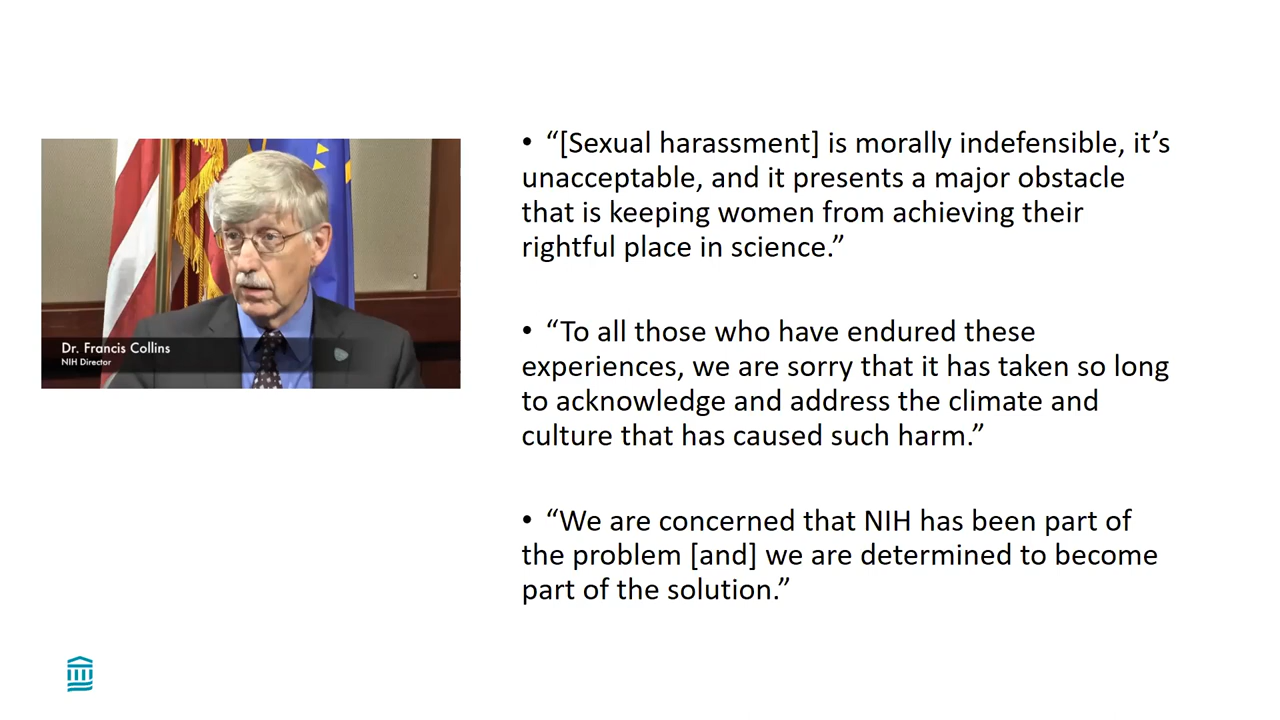 • “[Sexual harassment] is morally indefensible, it’s
unacceptable, and it presents a major obstacle
that is keeping women from achieving their
rightful place in science.”
• “To all those who have endured these
experiences, we are sorry that it has taken so long
to acknowledge and address the climate and
culture that has caused such harm.”
• “We are concerned that NIH has been part of
the problem [and] we are determined to become
part of the solution.”
Dr. Francis Collins
NIH Director